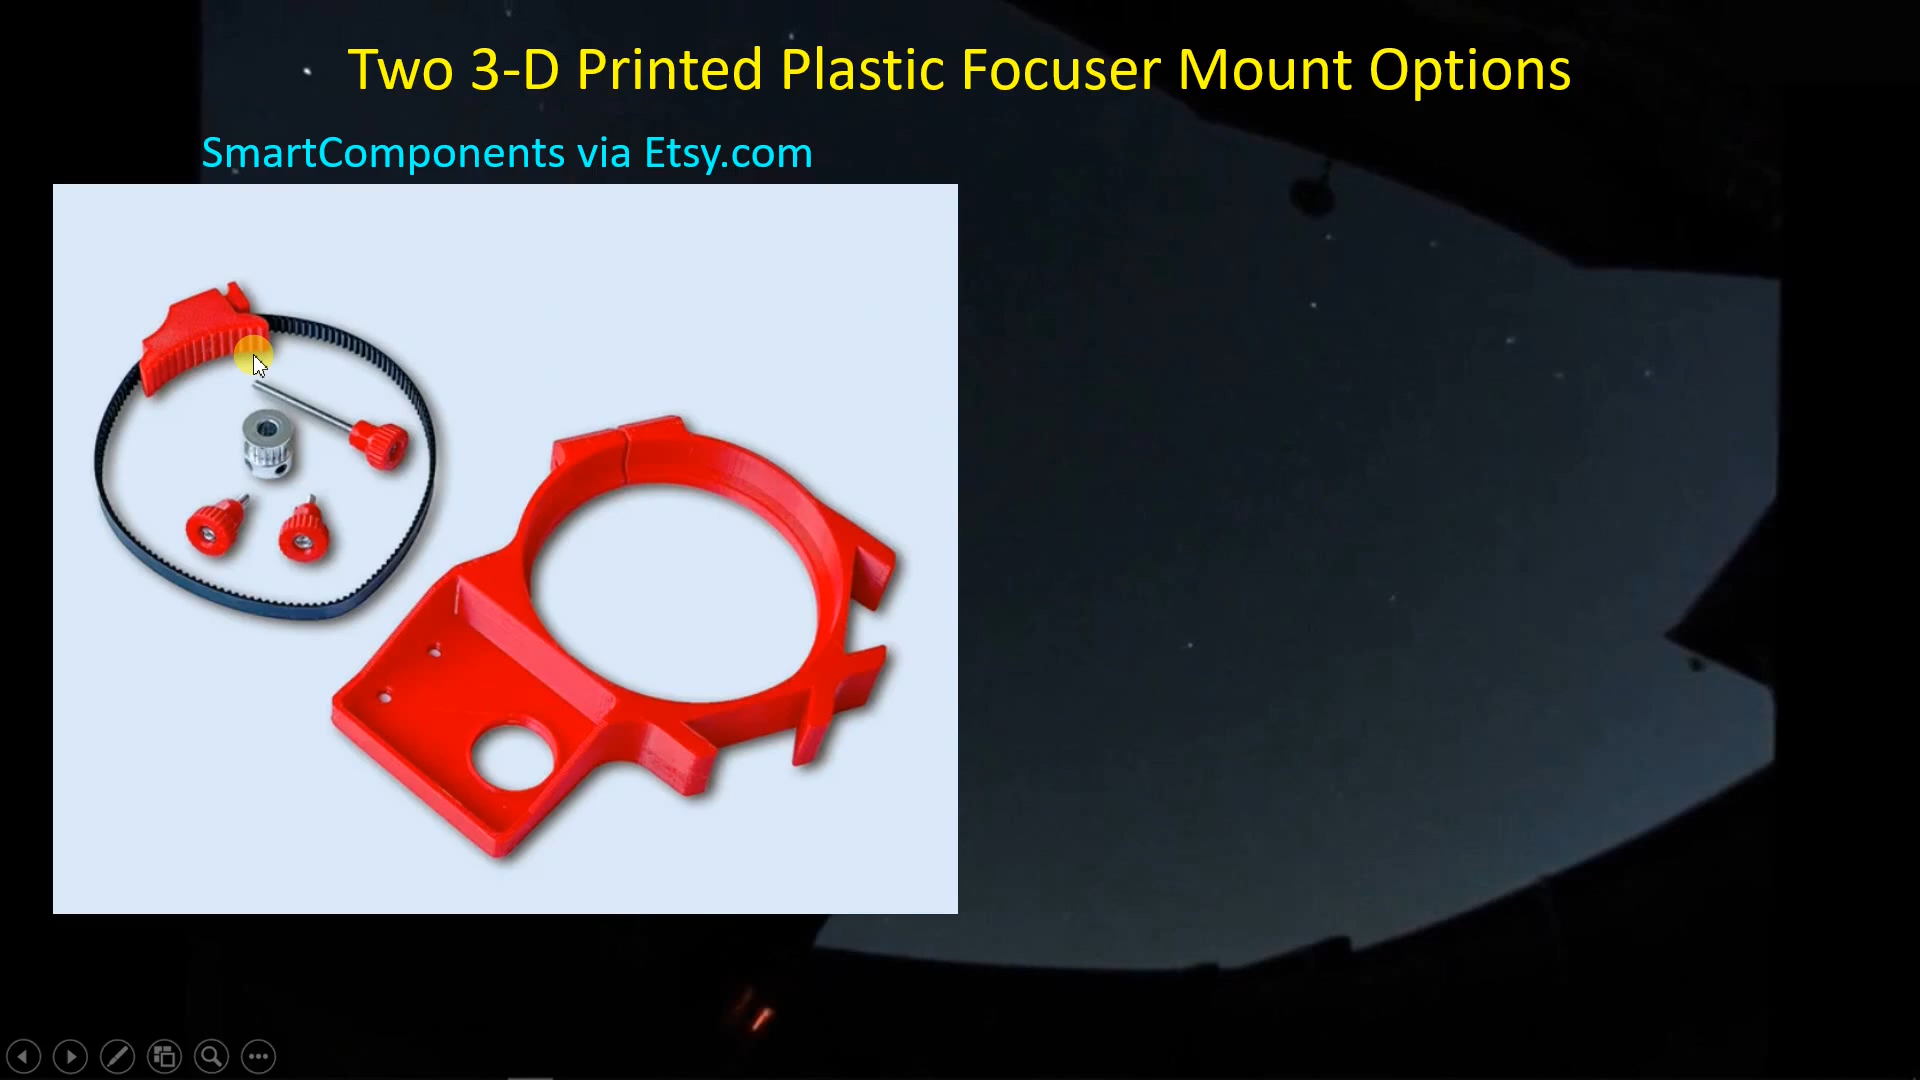 Two 3-D Printed Plastic Focuser Mount Options
SmartComponents via Etsy.com